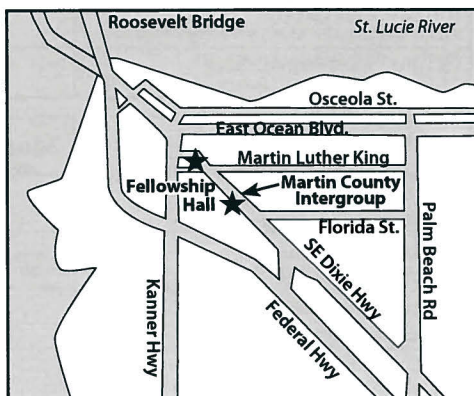 Roosevelt Bridge
St. Lucie River
Osceola St.
East Ocean Blvd.
Martin Luther King
Fellowship
Hall
Martin County
Intergroup
Florida St.
SE Dixie Hwy
Palm Beach Rd
Kanner Hwy
Federal Hwy